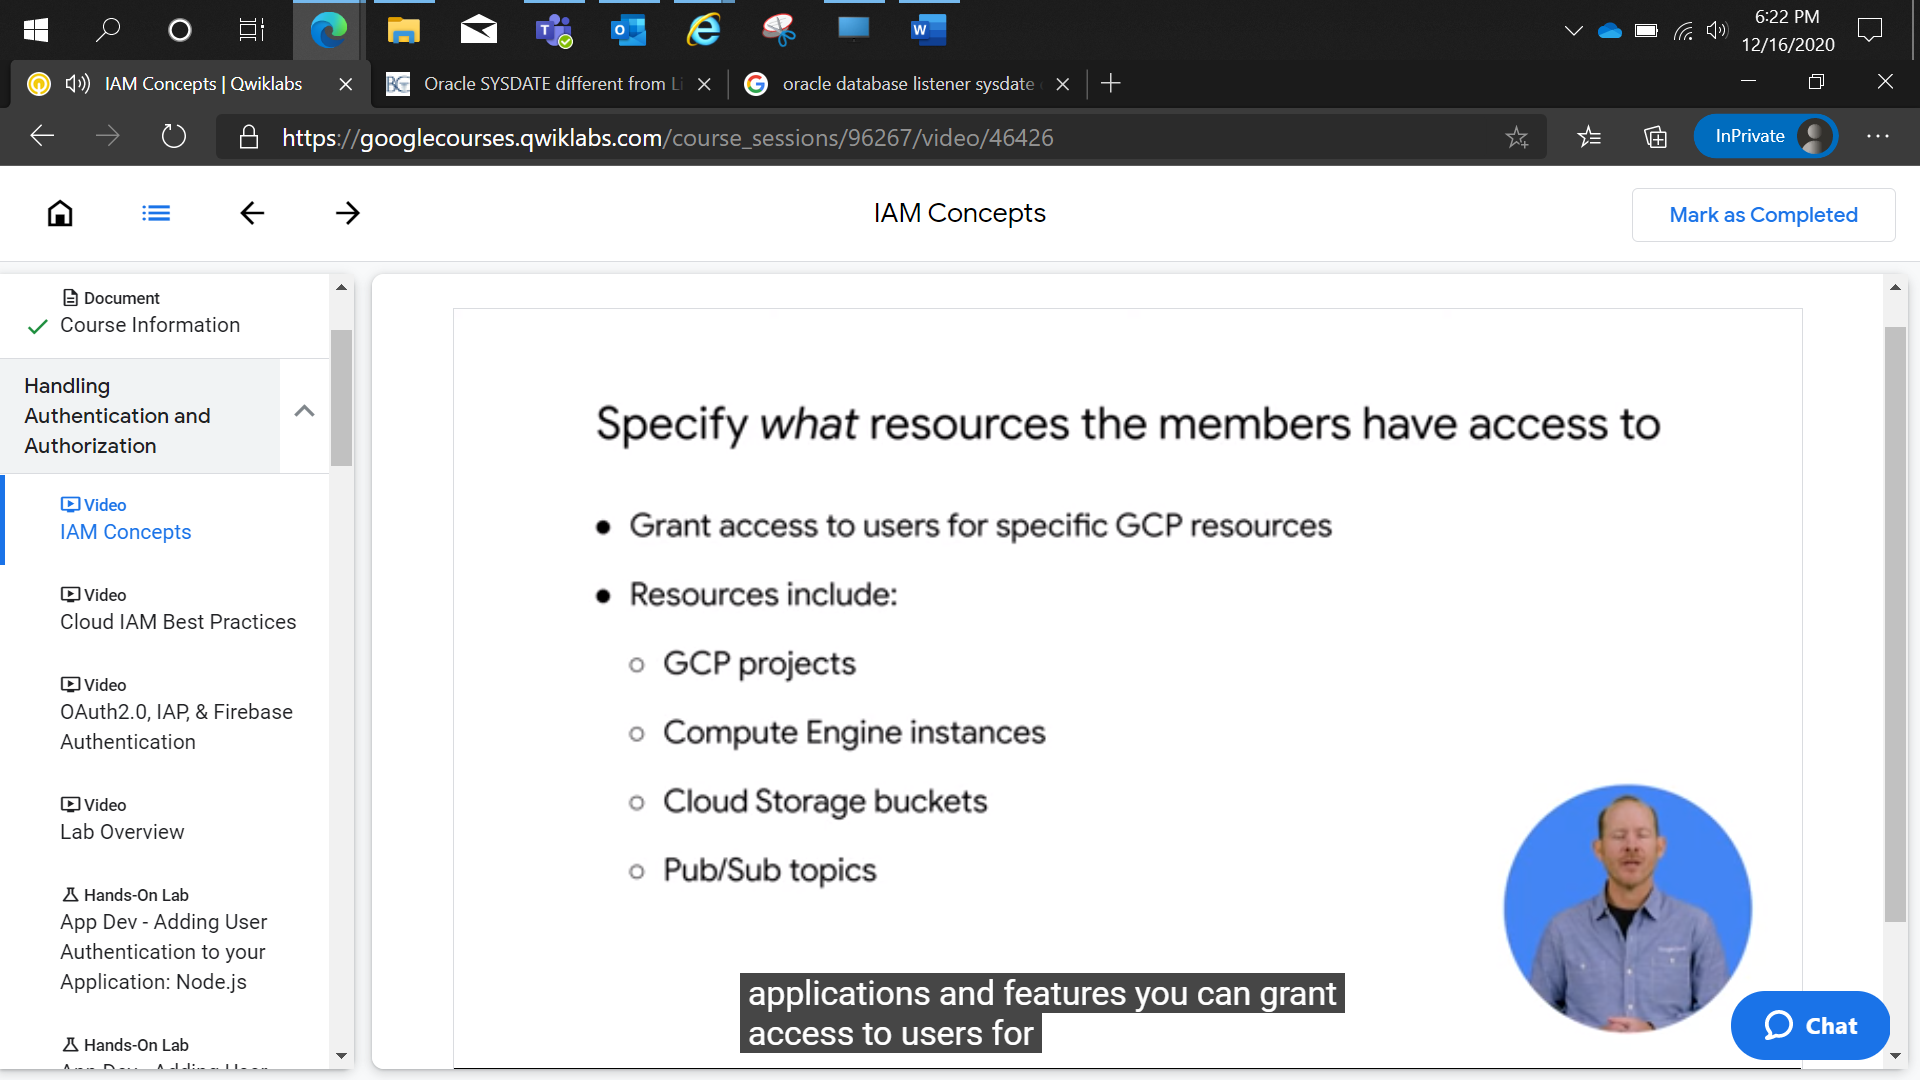 6:22 PM
12/16/2020
IAM Concepts | Qwiklabs
Oracle SYSDATE different from Li
oracle database listener sysdate
https://googlecourses.qwiklabs.com/course_sessions/96267/video/46426
InPrivate
IAM Concepts
Mark as Completed
Document
Course Information
Handling
Authentication and
Authorization
Video
IAM Concepts
Video
Cloud IAM Best Practices
Video
OAuth2.0, IAP, & Firebase
Authentication
Video
Lab Overview
Hands-On Lab
App Dev - Adding User
Authentication to your
Application: Node.js
Hands-On Lab
App Dev - Adding User
Specify what resources the members have access to
● Grant access to users for specific GCP resources
● Resources include:
○ GCP projects
○ Compute Engine instances
○ Cloud Storage buckets
○ Pub/Sub topics
applications and features you can grant
access to users for
Chat